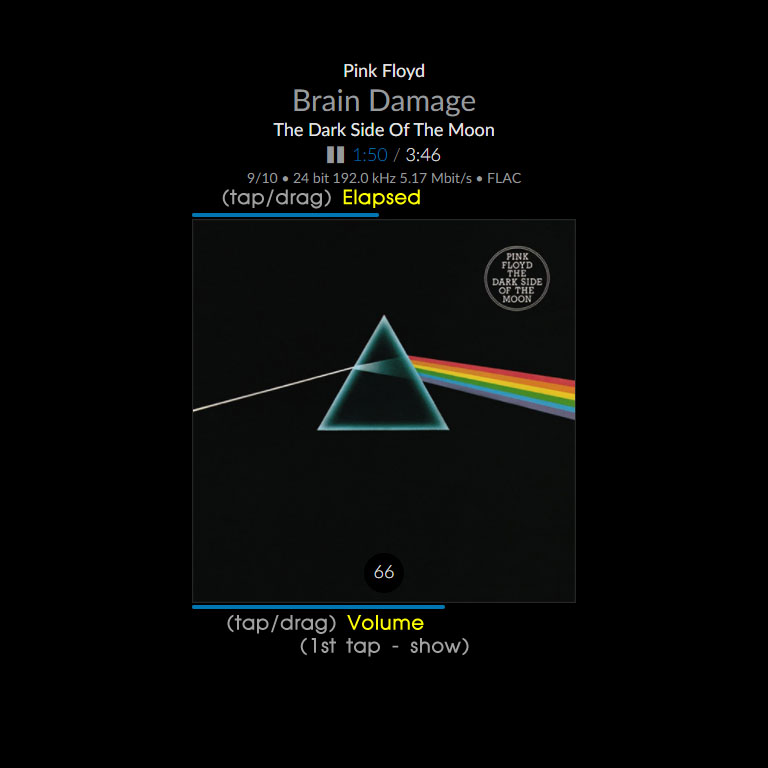 Pink Floyd
Brain Damage
The Dark Side Of The Moon
1:50 / 3:46
9/10 • 24 bit 192.0 kHz 5.17 Mbit/s • FLAC
(tap/drag) Elapsed
PINK
FLOYD
THE
DARK SIDE
OF THE
MOON
66
(tap/drag) Volume
(1st tap - show)